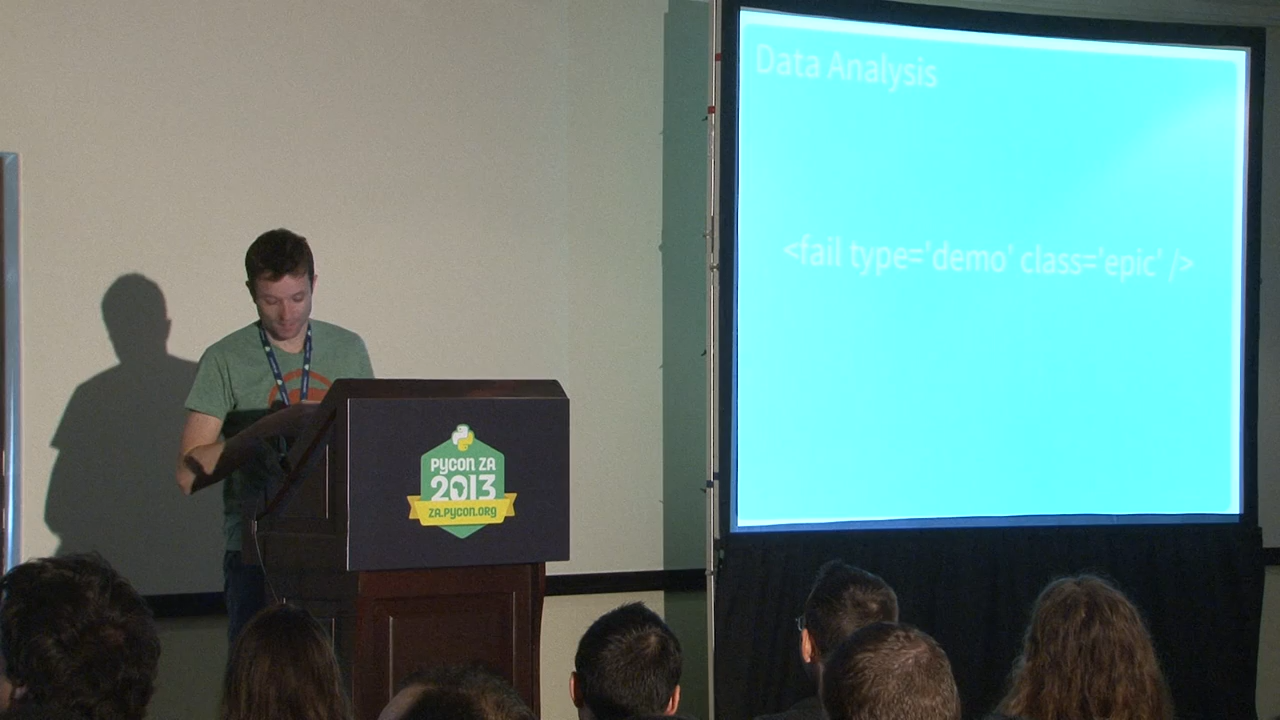 Data Analysis
<fail type='demo' class='epic' />
PYCON ZA
2013
ZA.PYCON.ORG